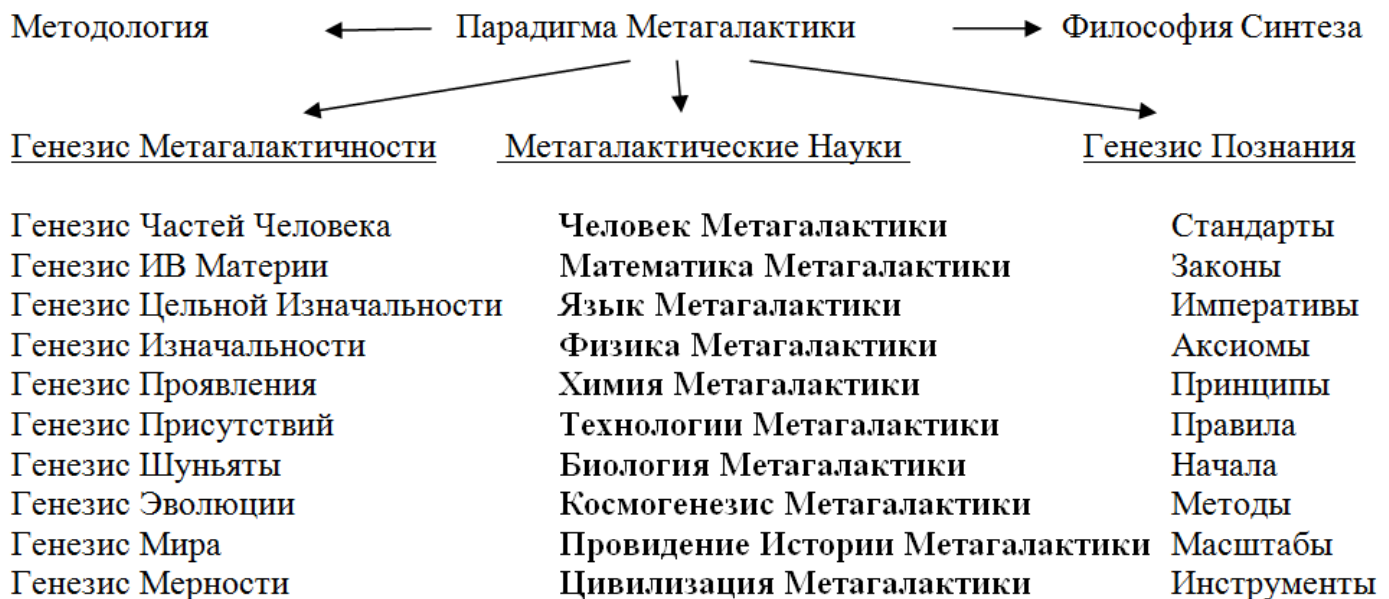 Методология Парадигма Метагалактики Философия Синтеза
Генезис Метагалактичности Метагалактические Науки Генезис Познания
Генезис Частей Человека Человек Метагалактики Стандарты
Генезис ИВ Материи Математика Метагалактики Законы
Генезис Цельной Изначальности Язык Метагалактики Императивы
Генезис Изначальности Физика Метагалактики Аксиомы
Генезис Проявления Химия Метагалактики Принципы
Генезис Присутствий Технологии Метагалактики Правила
Генезис Шуньяты Биология Метагалактики Начала
Генезис Эволюции Космогенезис Метагалактики Методы
Генезис Мира Провидение Истории Метагалактики Масштабы
Генезис Мерности Цивилизация Метагалактики Инструменты